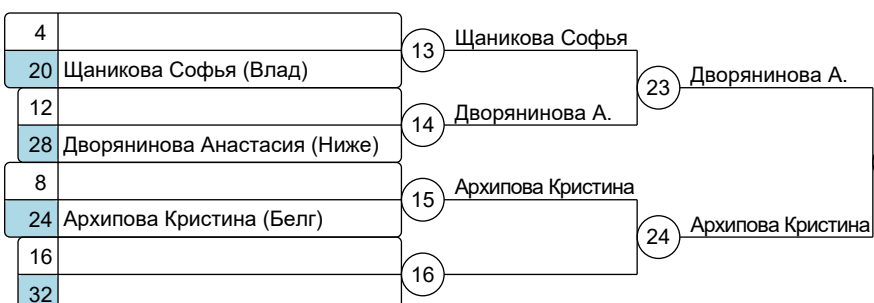 4
13 Щаникова Софья
20 Щаникова Софья (Влад)
23 Дворянинова А.
12
14 Дворянинова А.
28 Дворянинова Анастасия (Ниже)
8
15 Архипова Кристина
24 Архипова Кристина (Белг)
24 Архипова Кристина
16
16
32